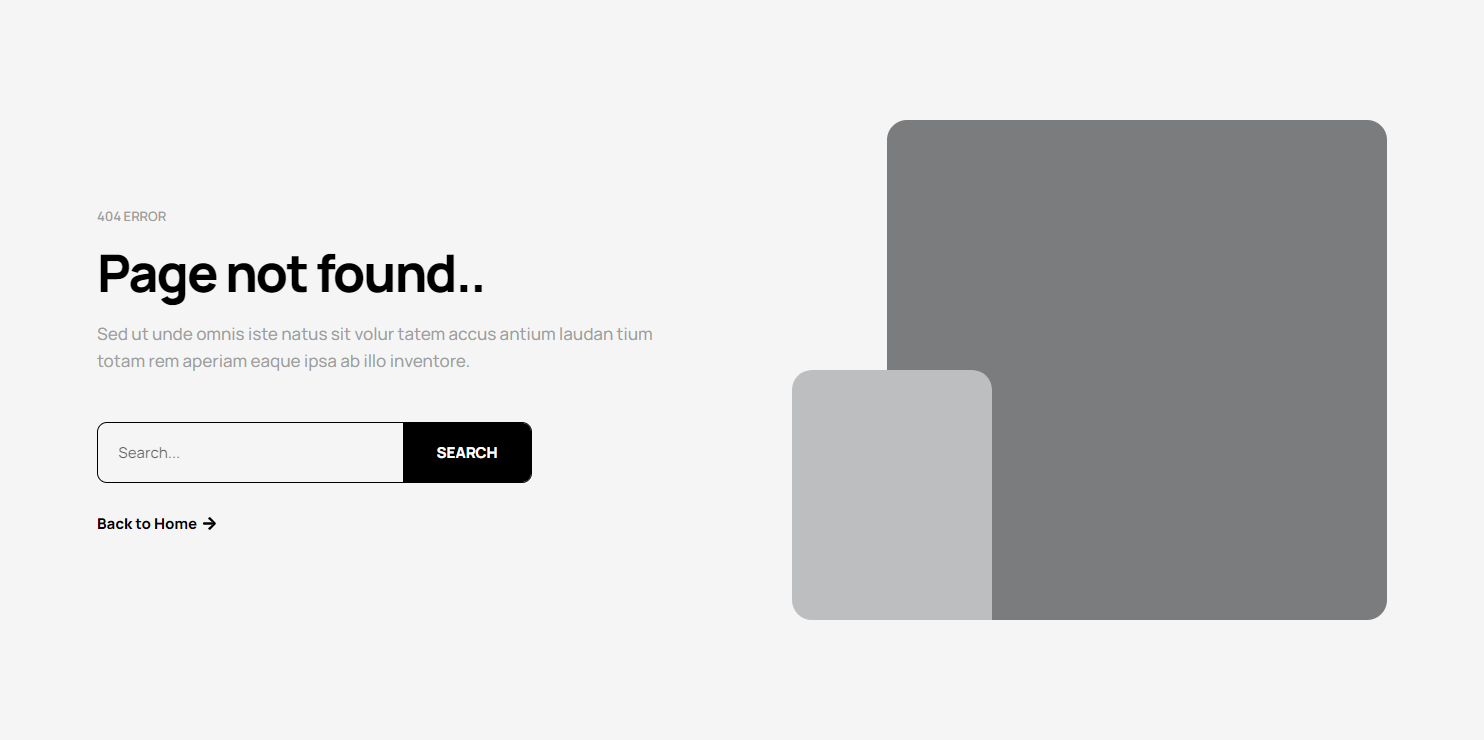 404 ERROR
Page not found..
Sed ut unde omnis iste natus sit volur tatem accus antium laudan tium
totam rem aperiam eaque ipsa ab illo inventore.
Search...
SEARCH
Back to Home →